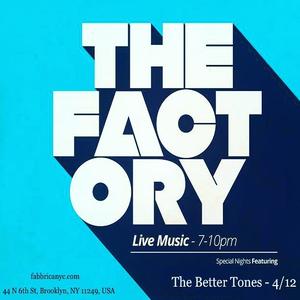 THE
FACT
ORY
Live Music - 7-10pm
Special Nights Featuring
fabbricanyc.com
44 N 6th St, Brooklyn, NY 11249, USA
The Better Tones - 4/12